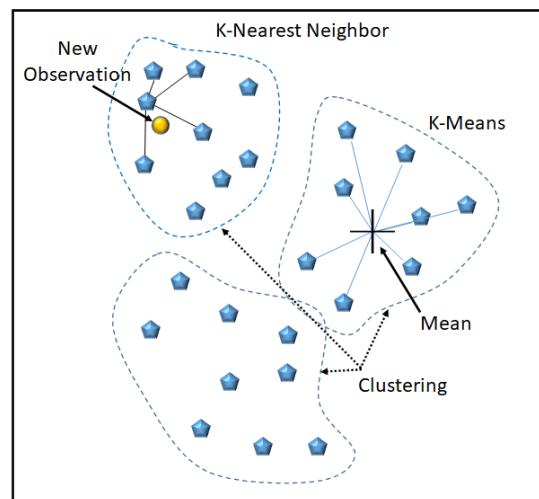 K-Nearest Neighbor
New
Observation
K-Means
Mean
Clustering